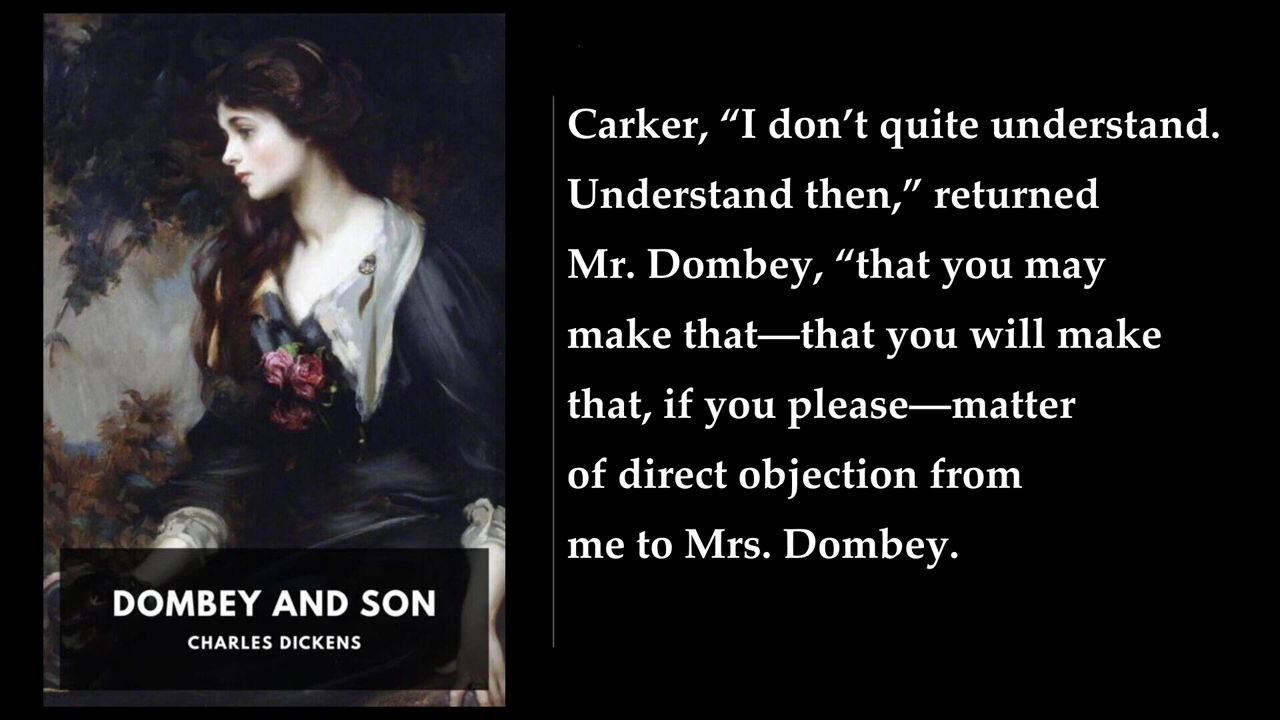 DOMBEY AND SON
CHARLES DICKENS
Carker, “I don’t quite understand.
Understand then,” returned
Mr. Dombey, “that you may
make that—that you will make
that, if you please—matter
of direct objection from
me to Mrs. Dombey.